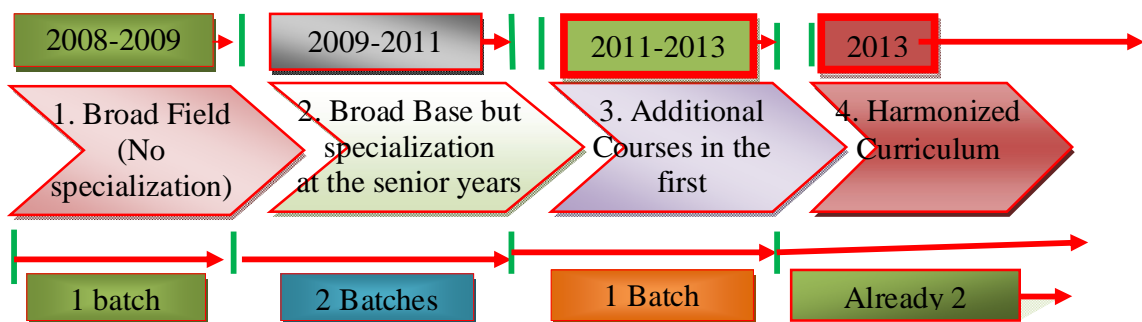 2008-2009
2009-2011
2011-2013
2013
1. Broad Field
(No
specialization)
2. Broad Base but
specialization
at the senior years
3. Additional
Courses in the
first
4. Harmonized
Curriculum
1 batch
2 Batches
1 Batch
Already 2